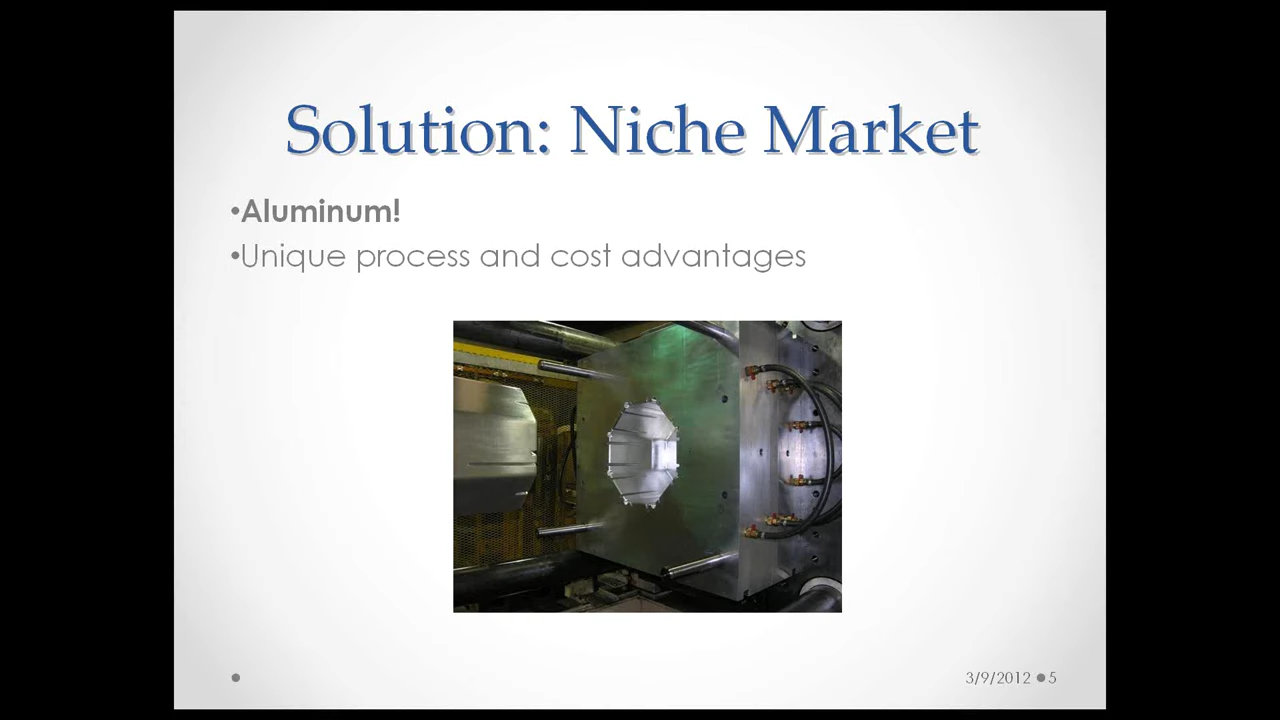 Solution: Niche Market
•Aluminum!
•Unique process and cost advantages
3/9/2012 ● 5